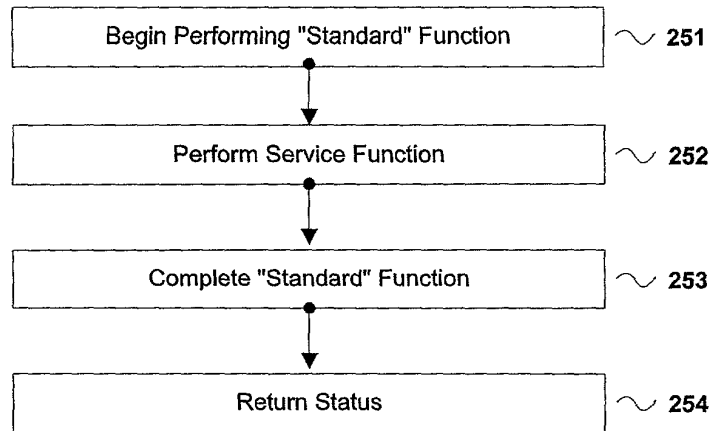 Begin Performing "Standard" Function 251
Perform Service Function 252
Complete "Standard" Function 253
Return Status 254